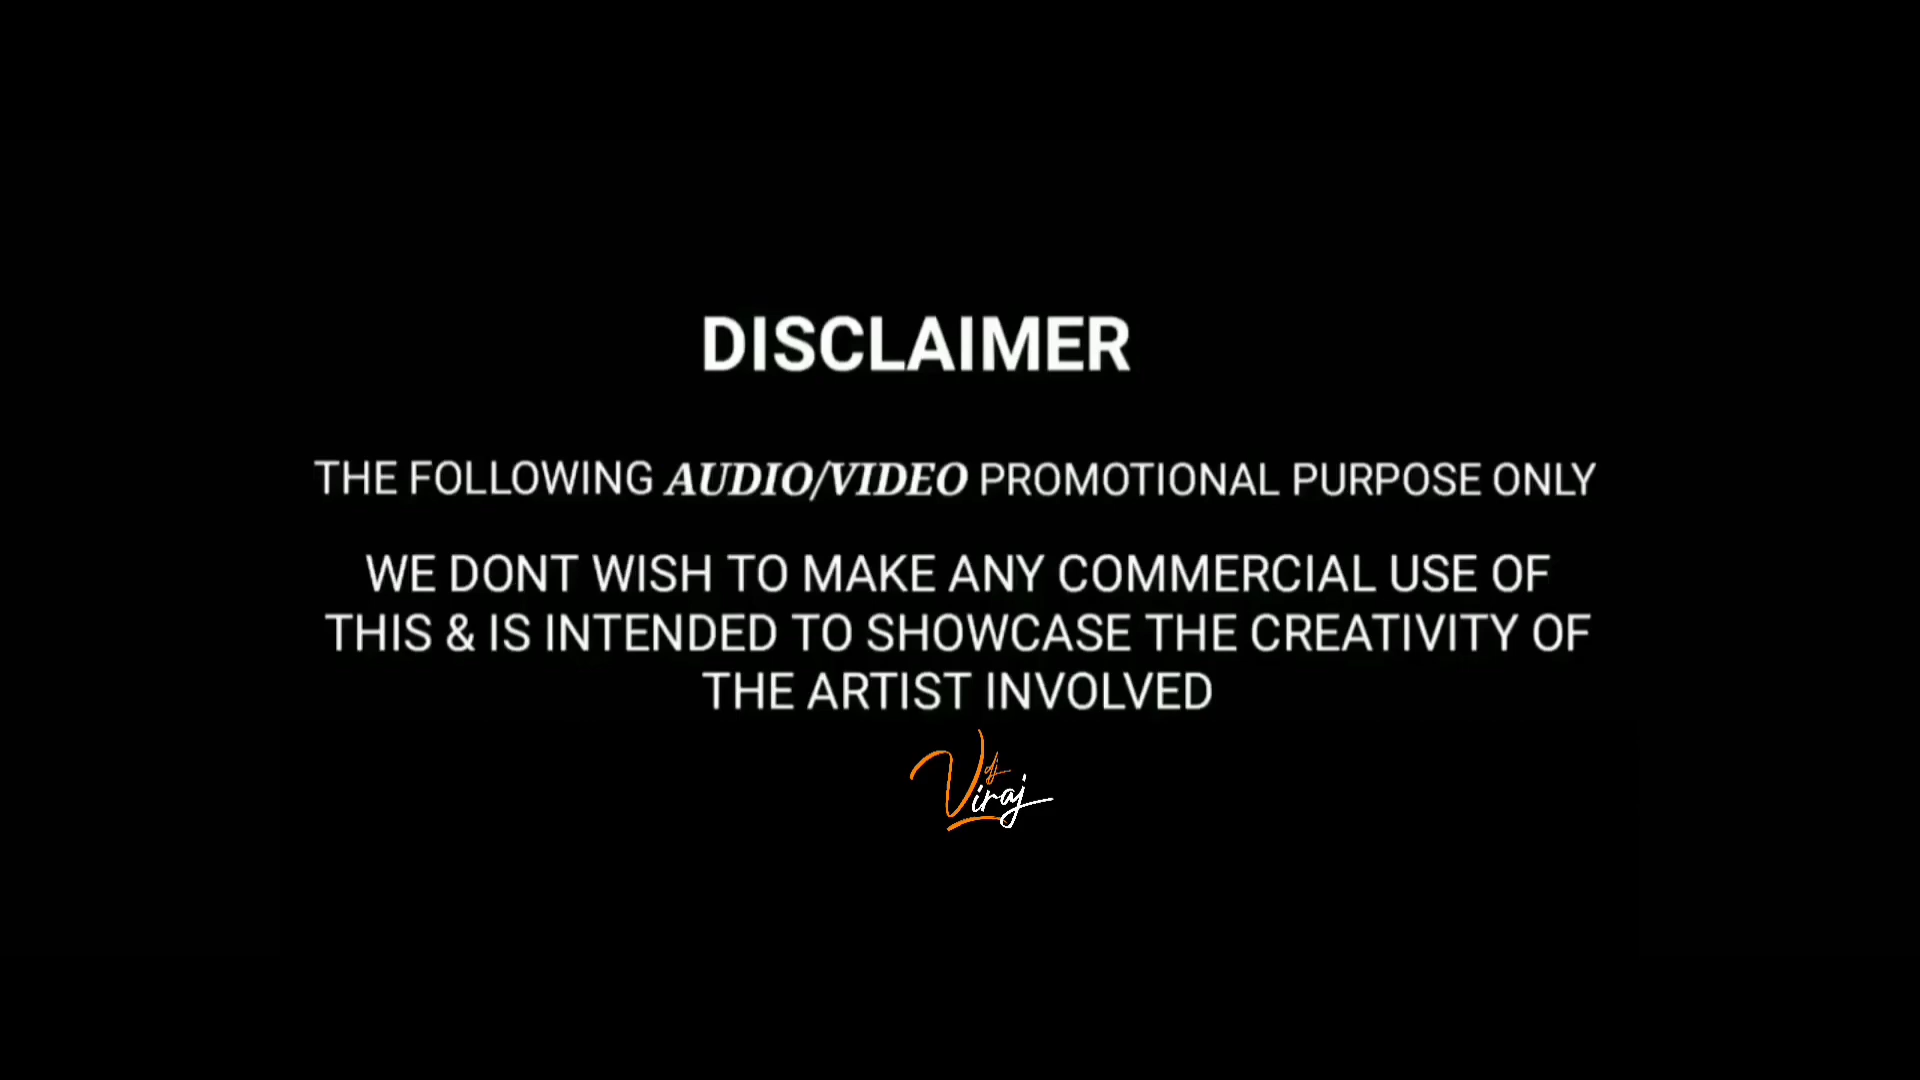 DISCLAIMER
THE FOLLOWING AUDIO/VIDEO PROMOTIONAL PURPOSE ONLY
WE DONT WISH TO MAKE ANY COMMERCIAL USE OF
THIS & IS INTENDED TO SHOWCASE THE CREATIVITY OF
THE ARTIST INVOLVED
dj
Viraj